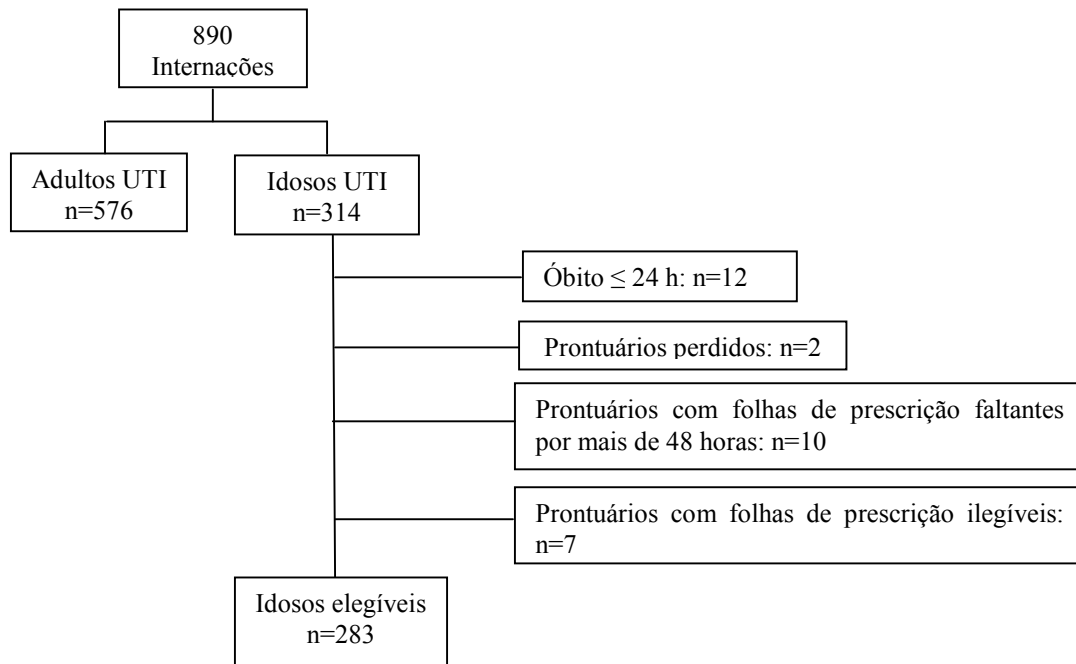 890
Internações
Adultos UTI
n=576
Idosos UTI
n=314
Óbito ≤ 24 h: n=12
Prontuários perdidos: n=2
Prontuários com folhas de prescrição faltantes
por mais de 48 horas: n=10
Prontuários com folhas de prescrição ilegíveis:
n=7
Idosos elegíveis
n=283